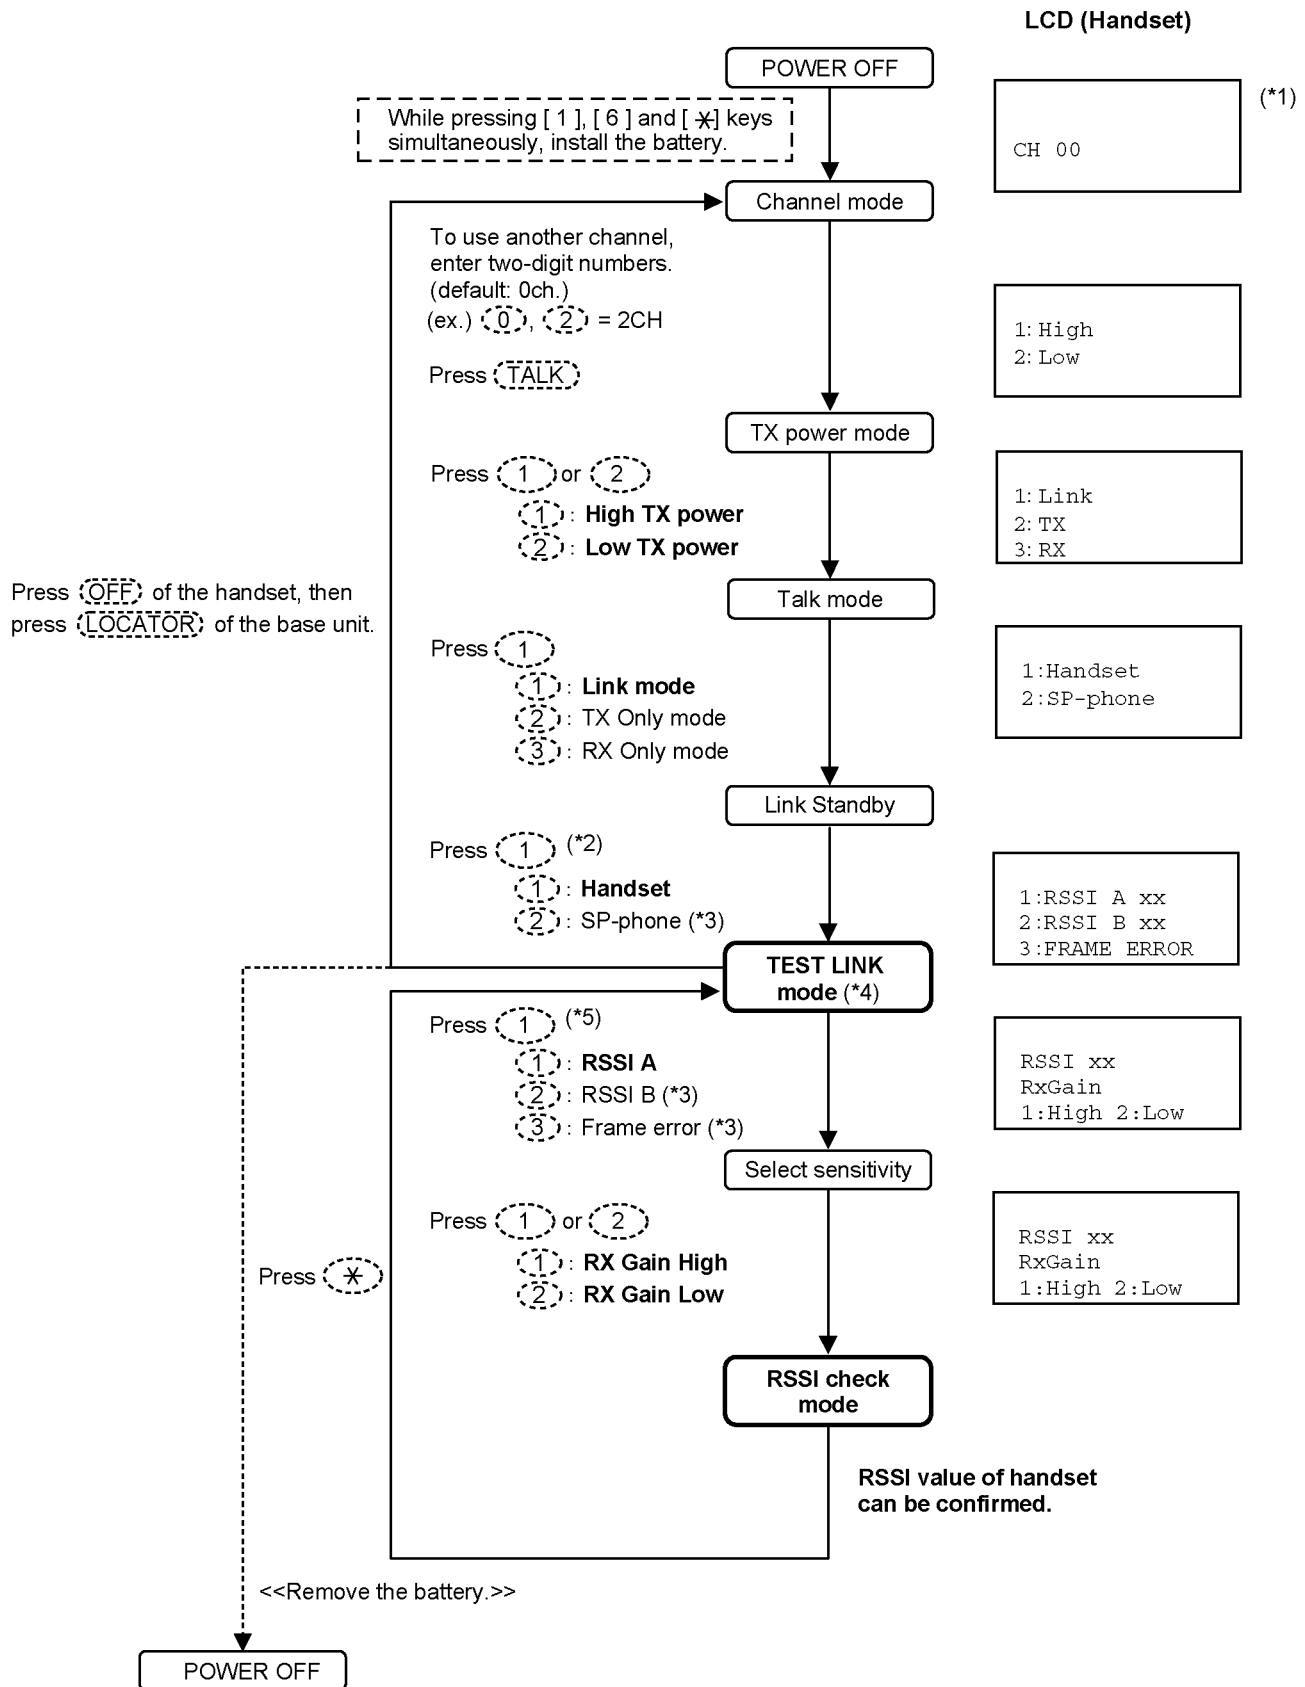 LCD (Handset)
POWER OFF
(*1)
While pressing [ 1 ], [ 6 ] and [ * ] keys
simultaneously, install the battery.
CH 00
Channel mode
To use another channel,
enter two-digit numbers.
(default: 0ch.)
(ex.) 0 , 2 = 2CH
1: High
2: Low
Press TALK
TX power mode
Press 1 or 2
1 : High TX power
2 : Low TX power
1: Link
2: TX
3: RX
Press OFF of the handset, then
press LOCATOR of the base unit.
Talk mode
Press 1
1 : Link mode
2 : TX Only mode
3 : RX Only mode
1:Handset
2:SP-phone
Link Standby
Press 1 (*2)
1 : Handset
2 : SP-phone (*3)
1:RSSI A xx
2:RSSI B xx
3:FRAME ERROR
TEST LINK
mode (*4)
Press 1 (*5)
1 : RSSI A
2 : RSSI B (*3)
3 : Frame error (*3)
RSSI xx
RxGain
1:High 2:Low
Select sensitivity
Press 1 or 2
1 : RX Gain High
2 : RX Gain Low
RSSI xx
RxGain
1:High 2:Low
Press *
RSSI check
mode
RSSI value of handset
can be confirmed.
<<Remove the battery.>>
POWER OFF